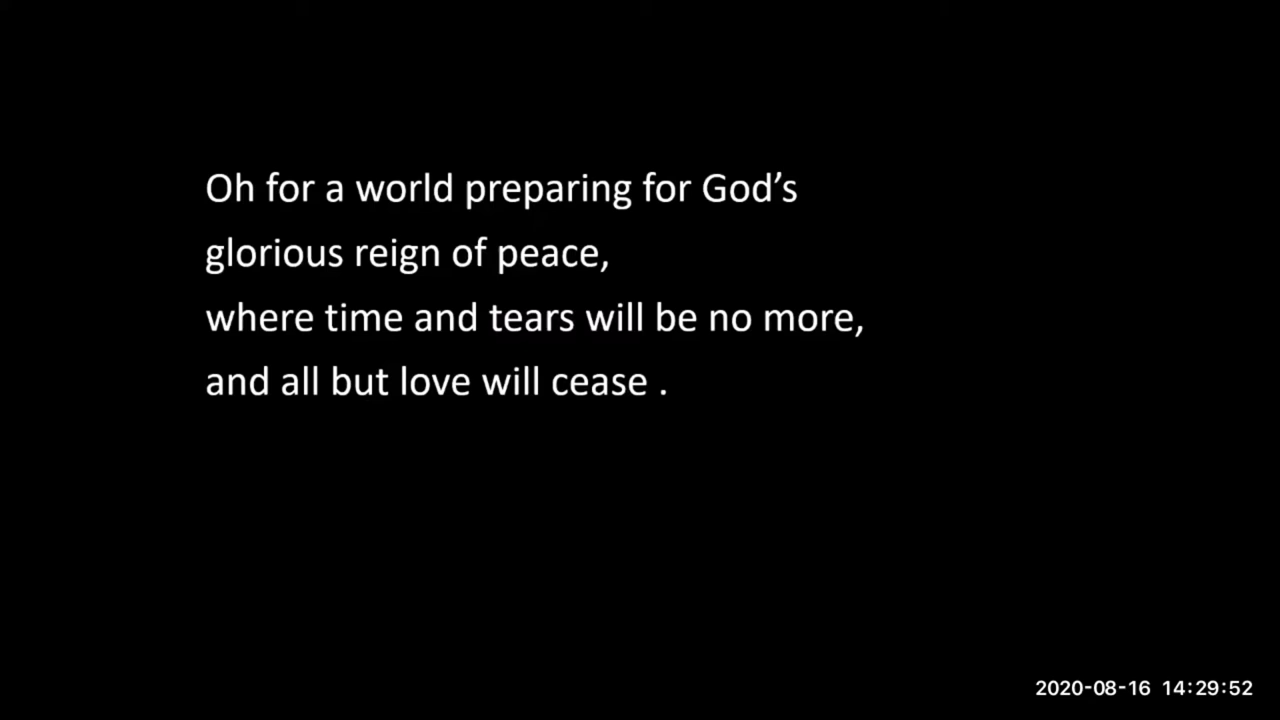 Oh for a world preparing for God’s
glorious reign of peace,
where time and tears will be no more,
and all but love will cease .
2020-08-16 14:29:52